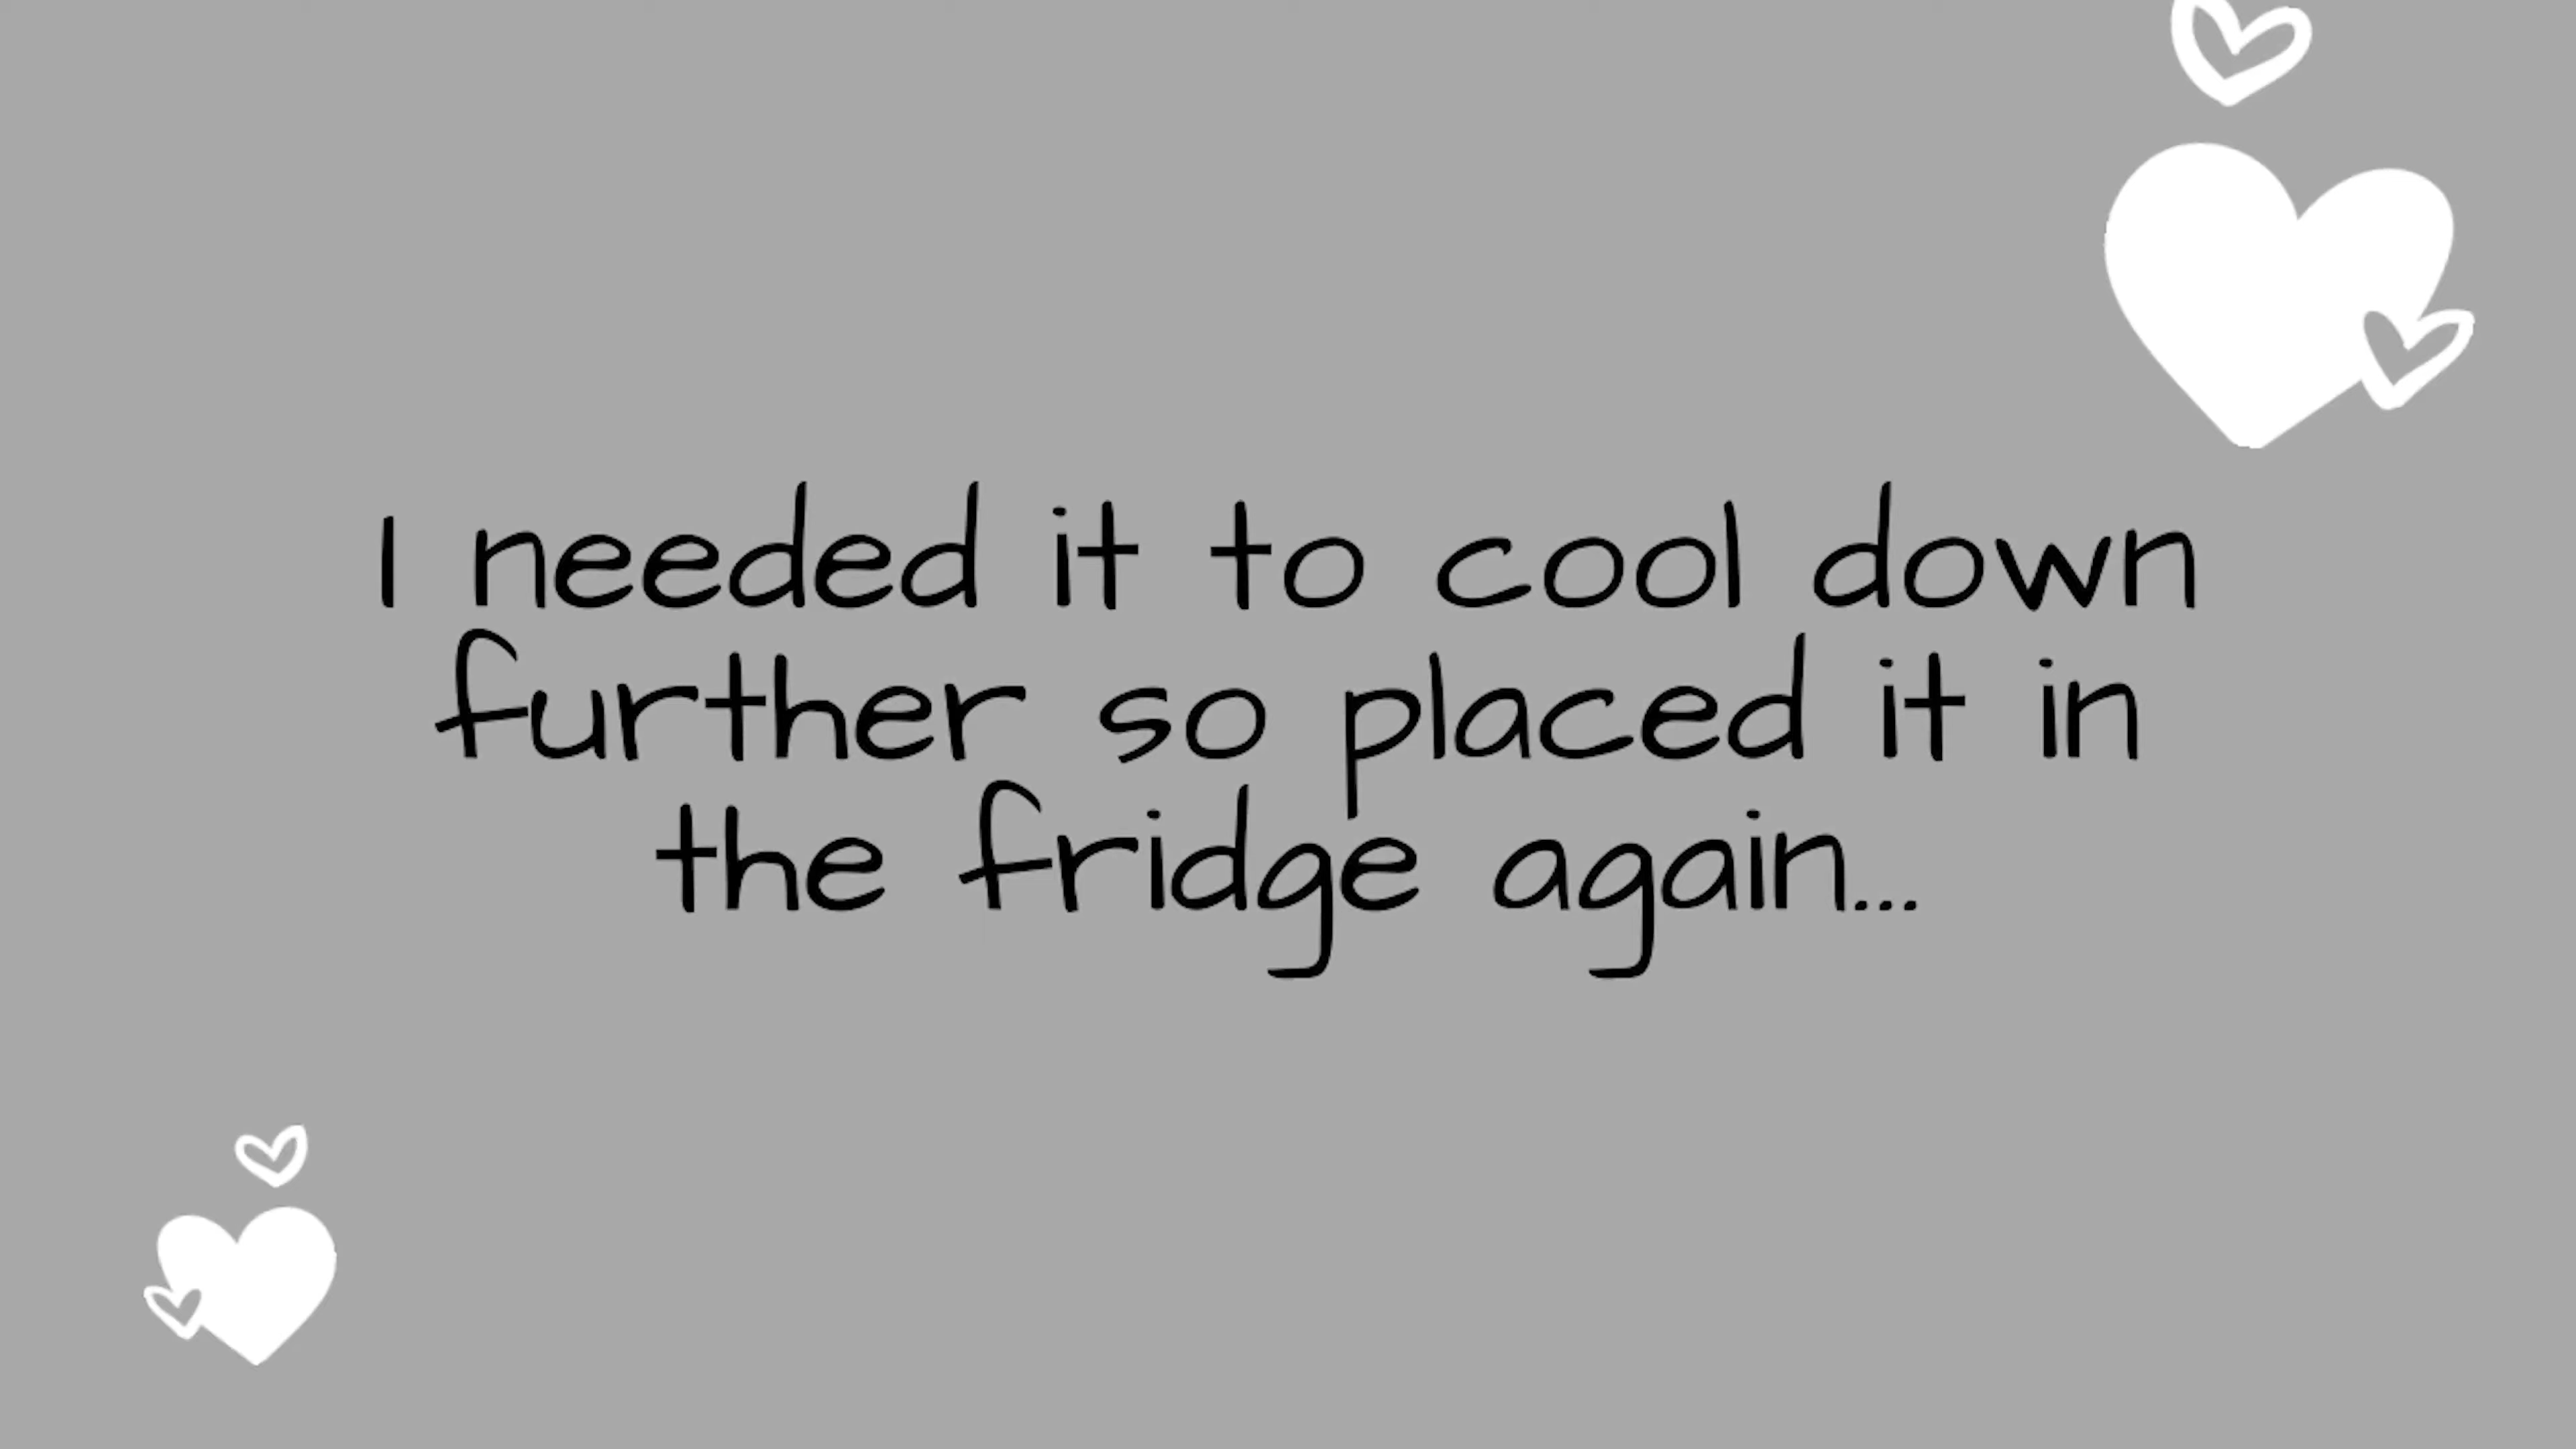 I needed it to cool down
further so placed it in
the fridge again...